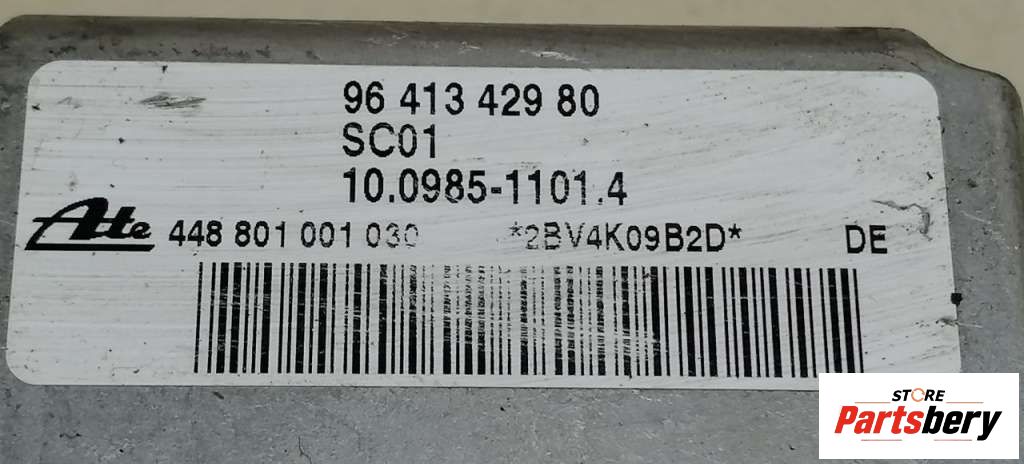 96 413 429 80
SC01
10.0985-1101.4
Ate 448 801 001 030 *2BV4K09B2D* DE
STORE
Partsbery